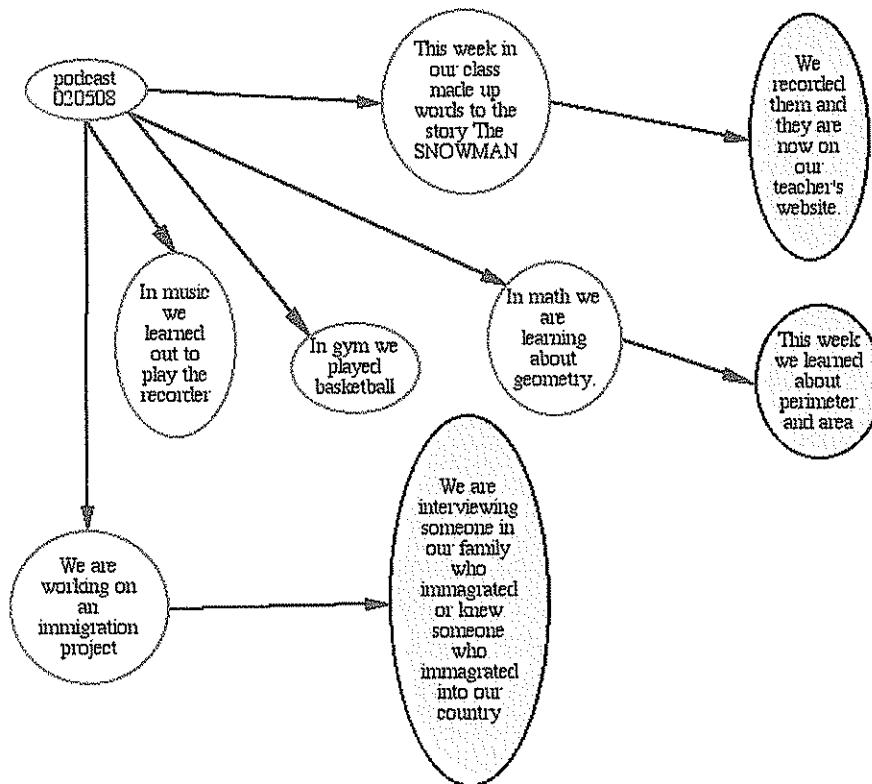 podcast
020508
This week in
our class
made up
words to the
story The
SNOWMAN
We
recorded
them and
they are
now on
our
teacher's
website.
In music
we
learned
out to
play the
recorder
In gym we
played
basketball
In math we
are
learning
about
geometry.
This week
we learned
about
perimeter
and area
We are
working on
an
immigration
project
We are
interviewing
someone in
our family
who
immagrated
or knew
someone
who
immagrated
into our
country